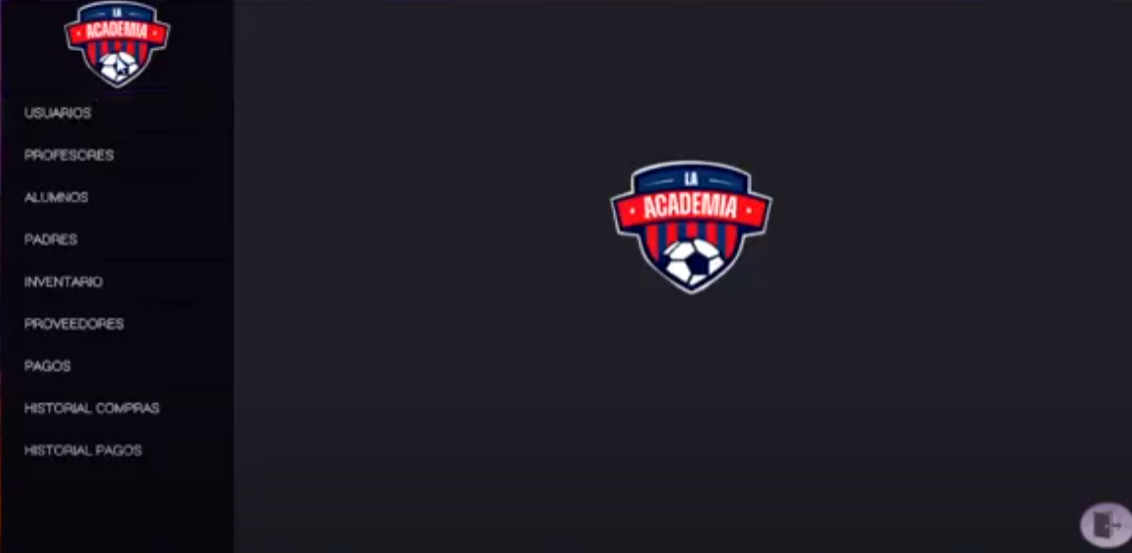 LA
ACADEMIA
USUARIOS
PROFESORES
ALUMNOS
PADRES
INVENTARIO
PROVEEDORES
PAGOS
HISTORIAL COMPRAS
HISTORIAL PAGOS
LA
ACADEMIA